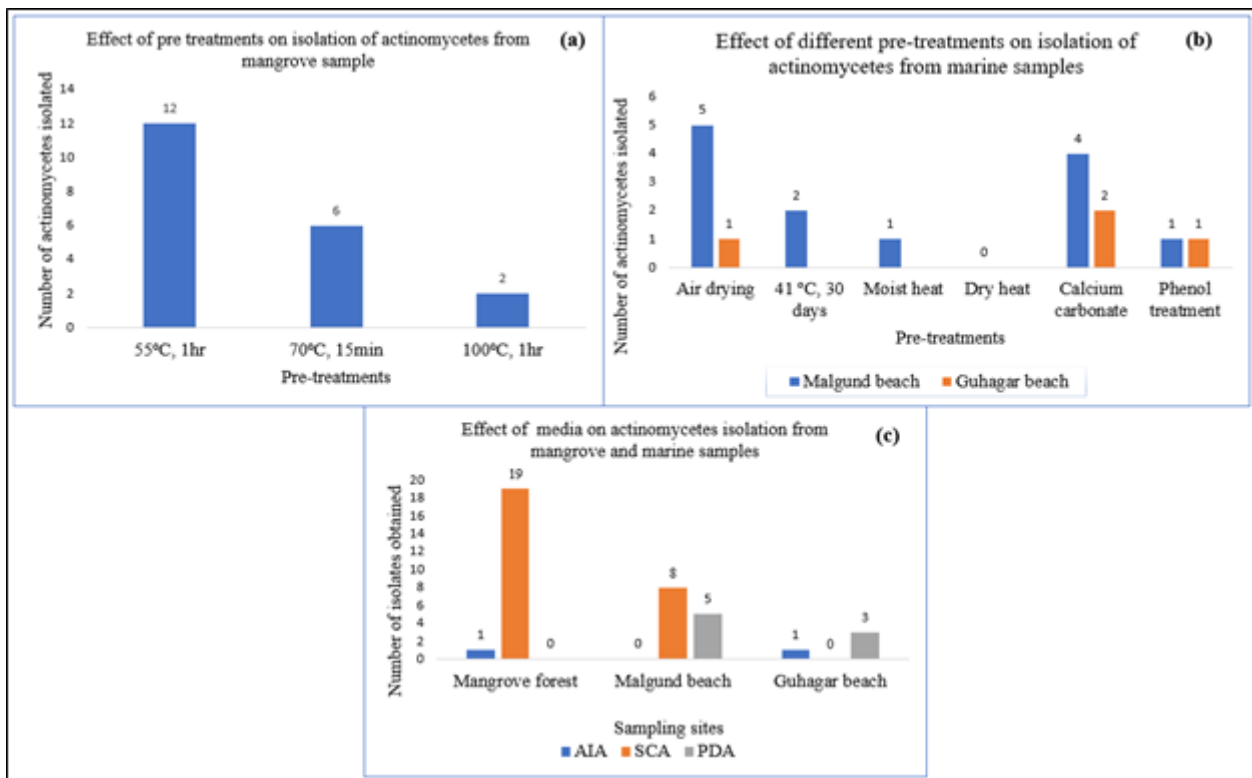 Effect of pre treatments on isolation of actinomycetes from
mangrove sample
(a)
Number of actinomycetes isolated
14
12
10
8
6
4
2
0
12
6
2
55⁰C, 1hr
70⁰C, 15min
100⁰C, 1hr
Pre-treatments
Effect of different pre-treatments on isolation of
actinomycetes from marine samples
(b)
Number of actinomycetes isolated
6
5
4
3
2
1
0
5
1
2
1
0
4
2
1
1
Air drying
41 °C, 30
days
Moist heat
Dry heat
Calcium
carbonate
Phenol
treatment
Pre-treatments
Malgund beach
Guhagar beach
Effect of media on actinomycetes isolation from
mangrove and marine samples
(c)
Number of isolates obtained
20
18
16
14
12
10
8
6
4
2
0
1
19
0
0
8
5
1
0
3
Mangrove forest
Malgund beach
Guhagar beach
Sampling sites
AIA
SCA
PDA